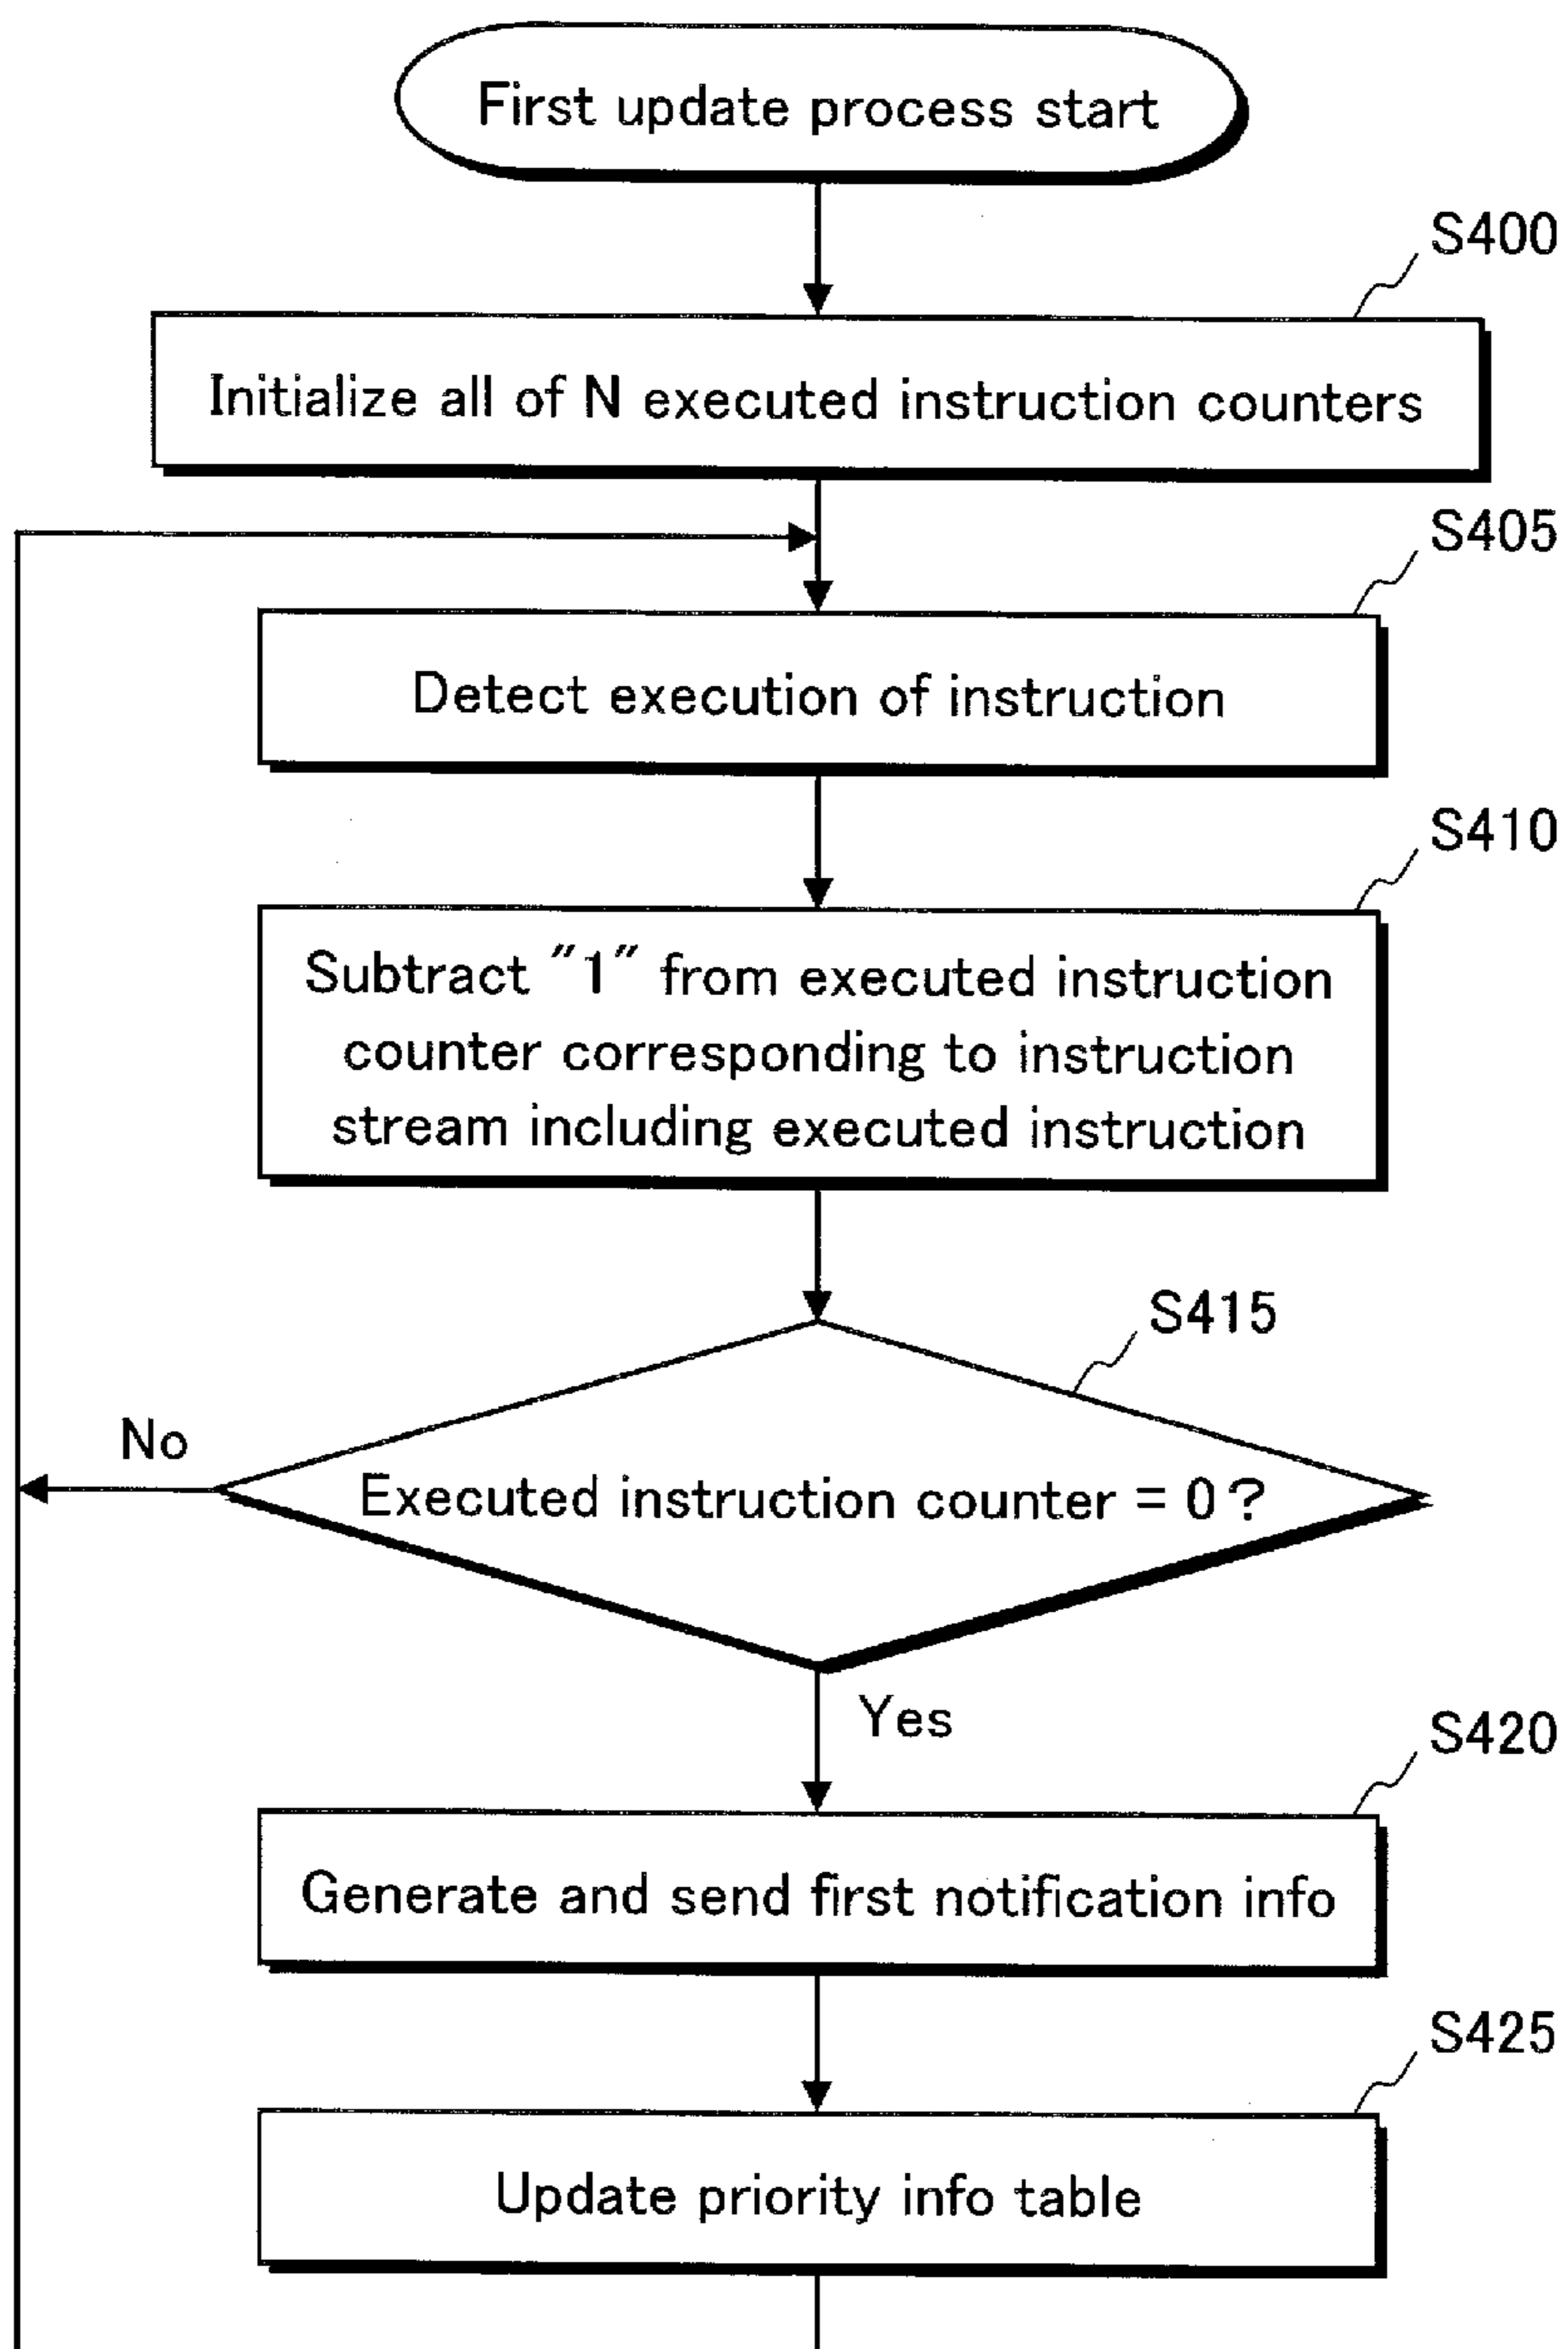 First update process start
S400
Initialize all of N executed instruction counters
S405
Detect execution of instruction
S410
Subtract "1" from executed instruction
counter corresponding to instruction
stream including executed instruction
S415
No
Executed instruction counter = 0?
Yes
S420
Generate and send first notification info
S425
Update priority info table